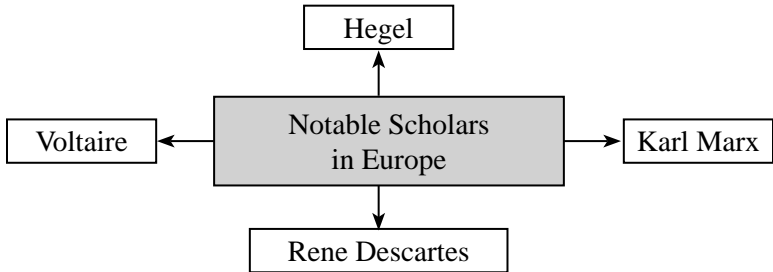 Hegel
Voltaire
Notable Scholars
in Europe
Karl Marx
Rene Descartes